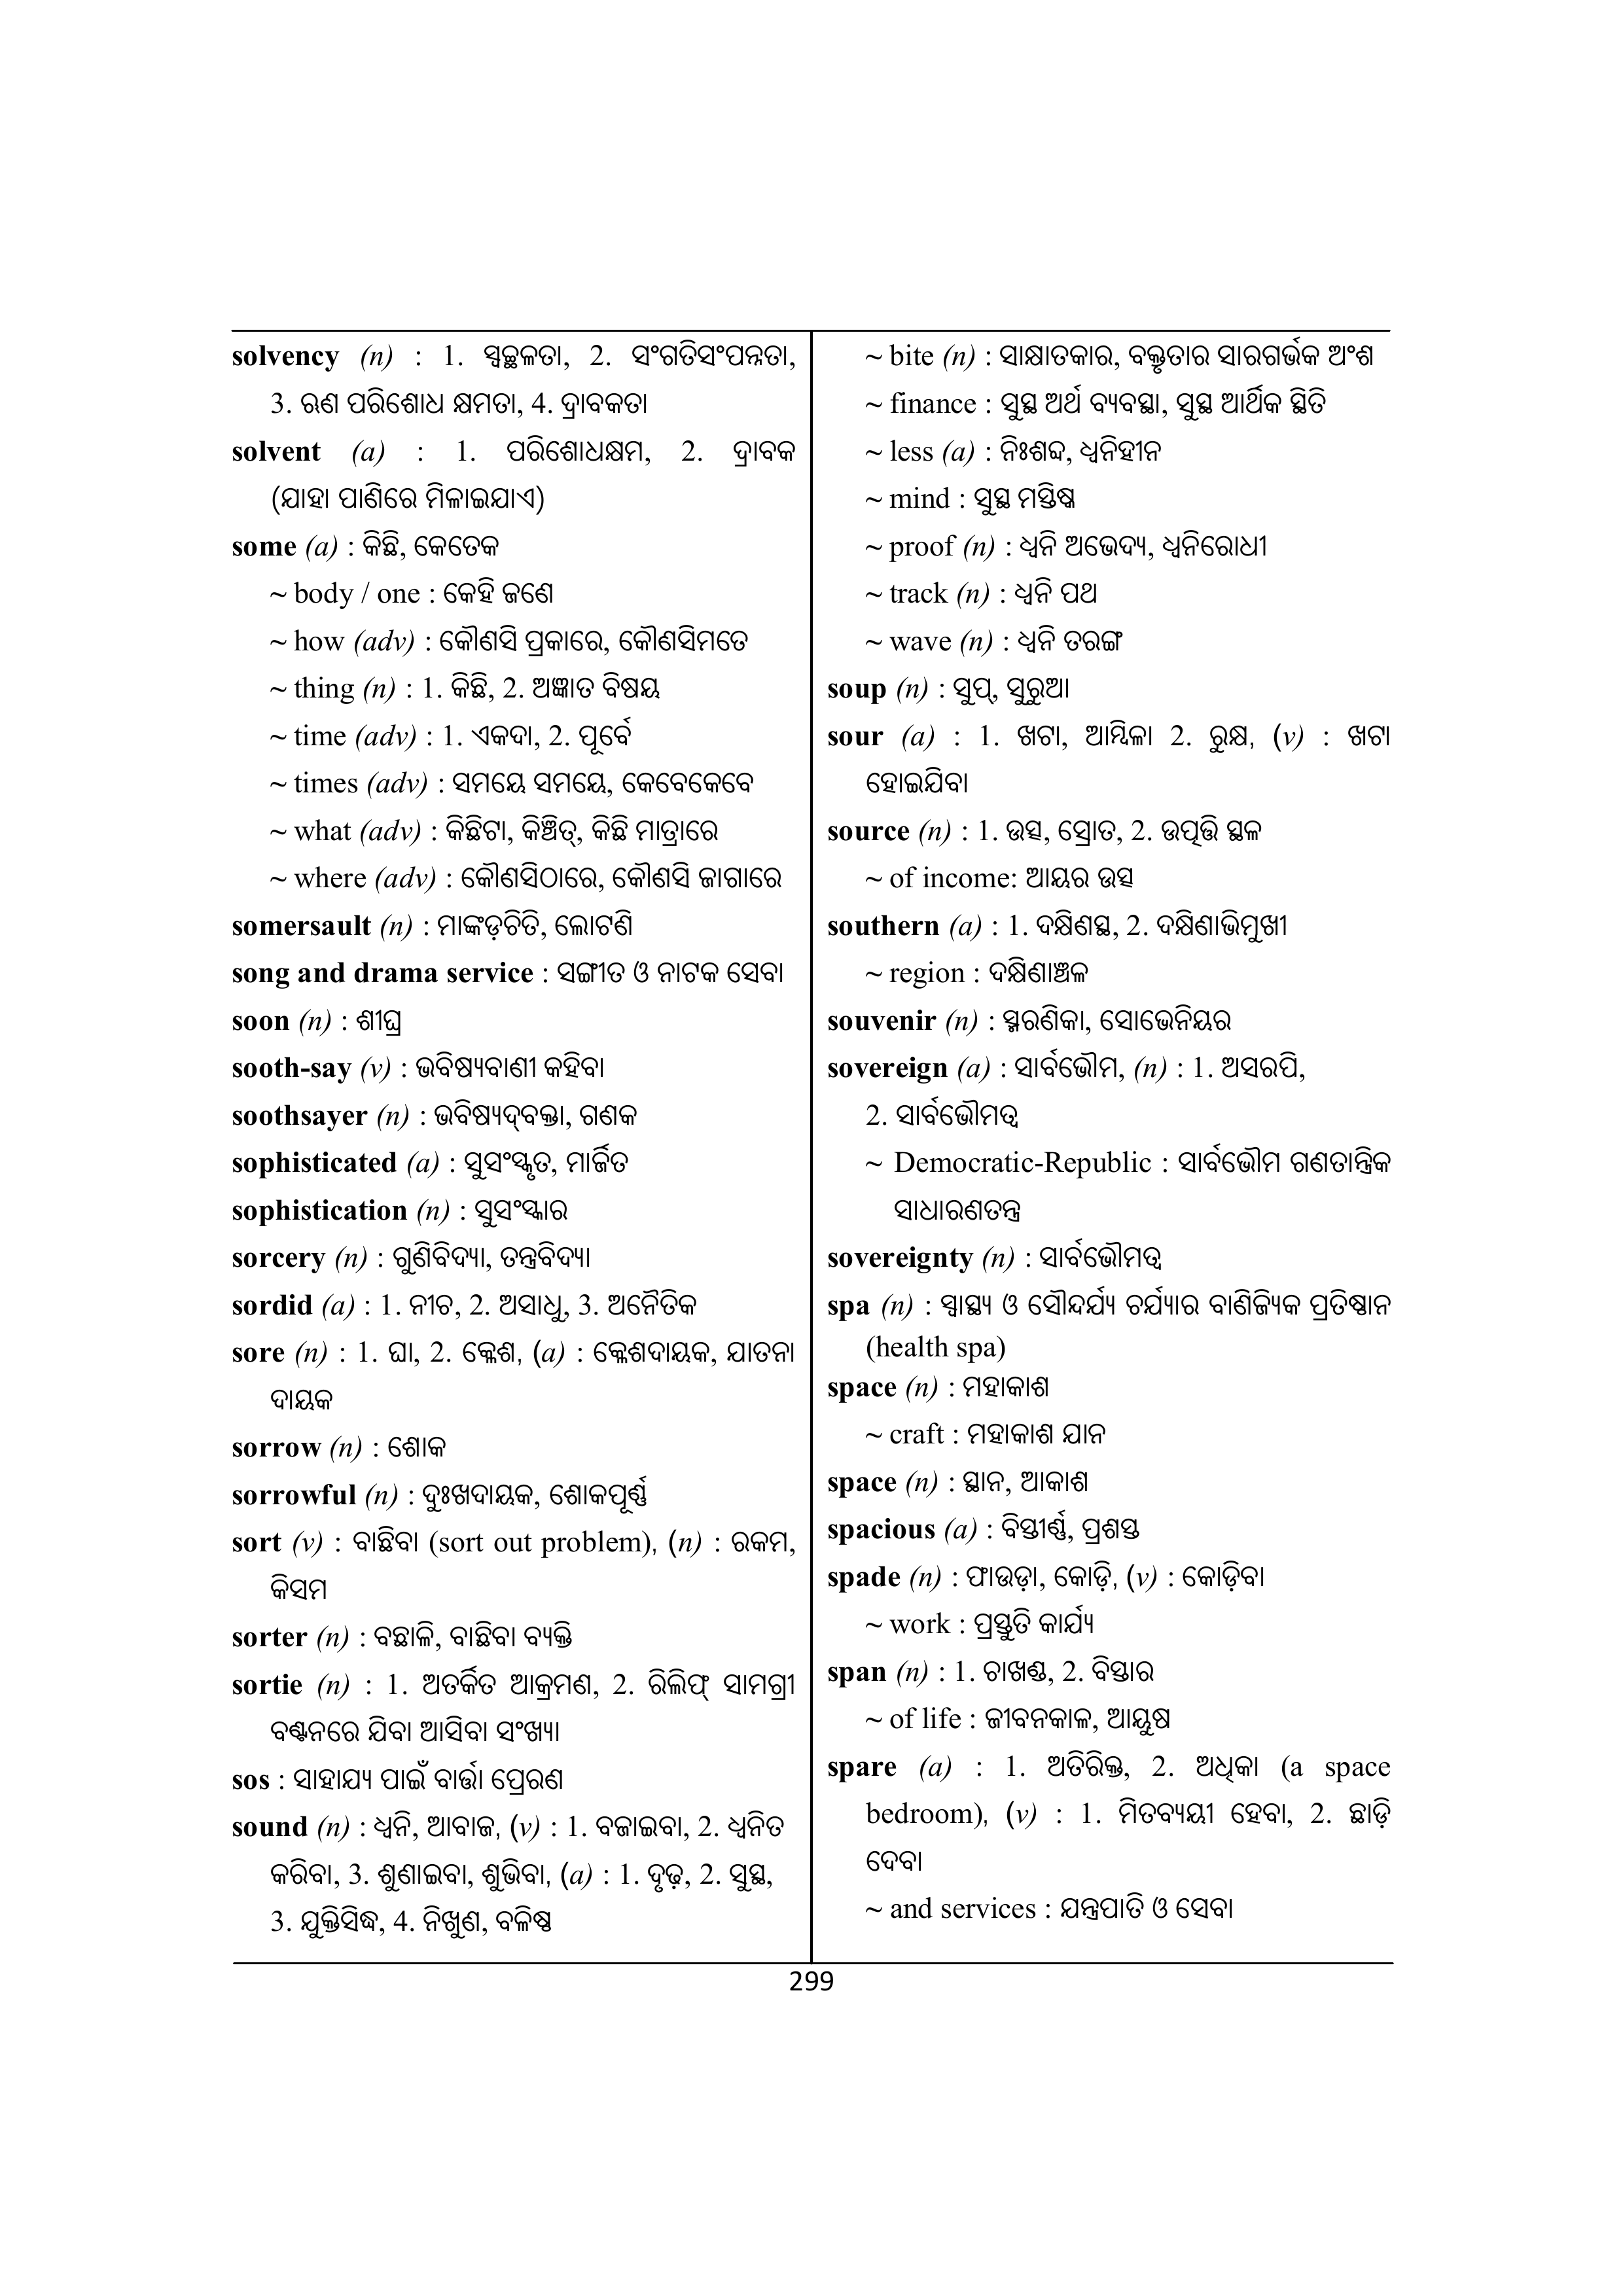 solvency (n) : 1. ସ୍ବଚ୍ଛଳତା, 2. ସଂଗତିସଂପନ୍ନତା,
3. ଋଣ ପରିଶୋଧ କ୍ଷମତା, 4. ଦ୍ରାବକତା
solvent (a) : 1. ପରିଶୋଧକ୍ଷମ, 2. ଦ୍ରାବକ
(ଯାହା ପାଣିରେ ମିଳାଇଯାଏ)
some (a) : କିଛି, କେତେକ
~ body / one : କେହି ଜଣେ
~ how (adv) : କୌଣସି ପ୍ରକାରେ, କୌଣସିମତେ
~ thing (n) : 1. କିଛି, 2. ଅଜ୍ଞାତ ବିଷୟ
~ time (adv) : 1. ଏକଦା, 2. ପୂର୍ବେ
~ times (adv) : ସମୟେ ସମୟେ, କେବେକେବେ
~ what (adv) : କିଛିଟା, କିଞ୍ଚିତ୍, କିଛି ମାତ୍ରାରେ
~ where (adv) : କୌଣସିଠାରେ, କୌଣସି ଜାଗାରେ
somersault (n) : ମାଙ୍କଡ଼ଚିତି, ଲୋଟଣି
song and drama service : ସଙ୍ଗୀତ ଓ ନାଟକ ସେବା
soon (n) : ଶୀଘ୍ର
sooth-say (v) : ଭବିଷ୍ୟବାଣୀ କହିବା
soothsayer (n) : ଭବିଷ୍ୟଦ୍‌ବକ୍ତା, ଗଣକ
sophisticated (a) : ସୁସଂସ୍କୃତ, ମାର୍ଜିତ
sophistication (n) : ସୁସଂସ୍କାର
sorcery (n) : ଗୁଣିବିଦ୍ୟା, ତନ୍ତ୍ରବିଦ୍ୟା
sordid (a) : 1. ନୀଚ, 2. ଅସାଧୁ, 3. ଅନୈତିକ
sore (n) : 1. ଘା, 2. କ୍ଳେଶ, (a) : କ୍ଳେଶଦାୟକ, ଯାତନା
ଦାୟକ
sorrow (n) : ଶୋକ
sorrowful (n) : ଦୁଃଖଦାୟକ, ଶୋକପୂର୍ଣ୍ଣ
sort (v) : ବାଛିବା (sort out problem), (n) : ରକମ,
କିସମ
sorter (n) : ବଛାଳି, ବାଛିବା ବ୍ୟକ୍ତି
sortie (n) : 1. ଅତର୍କିତ ଆକ୍ରମଣ, 2. ରିଲିଫ୍ ସାମଗ୍ରୀ
ବଣ୍ଟନରେ ଯିବା ଆସିବା ସଂଖ୍ୟା
sos : ସାହାଯ୍ୟ ପାଇଁ ବାର୍ତ୍ତା ପ୍ରେରଣ
sound (n) : ଧ୍ବନି, ଆବାଜ, (v) : 1. ବଜାଇବା, 2. ଧ୍ବନିତ
କରିବା, 3. ଶୁଣାଇବା, ଶୁଭିବା, (a) : 1. ଦୃଢ଼, 2. ସୁସ୍ଥ,
3. ଯୁକ୍ତିସିଦ୍ଧ, 4. ନିଖୁଣ, ବଳିଷ୍ଠ
~ bite (n) : ସାକ୍ଷାତକାର, ବକ୍ତୃତାର ସାରଗର୍ଭକ ଅଂଶ
~ finance : ସୁସ୍ଥ ଅର୍ଥ ବ୍ୟବସ୍ଥା, ସୁସ୍ଥ ଆର୍ଥିକ ସ୍ଥିତି
~ less (a) : ନିଃଶବ୍ଦ, ଧ୍ବନିହୀନ
~ mind : ସୁସ୍ଥ ମସ୍ତିଷ୍କ
~ proof (n) : ଧ୍ବନି ଅଭେଦ୍ୟ, ଧ୍ବନିରୋଧୀ
~ track (n) : ଧ୍ବନି ପଥ
~ wave (n) : ଧ୍ବନି ତରଙ୍ଗ
soup (n) : ସୁପ୍, ସୁରୁଆ
sour (a) : 1. ଖଟା, ଆମ୍ଭିଳା 2. ରୁକ୍ଷ, (v) : ଖଟା
ହୋଇଯିବା
source (n) : 1. ଉତ୍ସ, ସ୍ରୋତ, 2. ଉତ୍ପତ୍ତି ସ୍ଥଳ
~ of income: ଆୟର ଉତ୍ସ
southern (a) : 1. ଦକ୍ଷିଣସ୍ଥ, 2. ଦକ୍ଷିଣାଭିମୁଖୀ
~ region : ଦକ୍ଷିଣାଞ୍ଚଳ
souvenir (n) : ସ୍ମରଣିକା, ସୋଭେନିୟର
sovereign (a) : ସାର୍ବଭୌମ, (n) : 1. ଅସରପି,
2. ସାର୍ବଭୌମତ୍ବ
~ Democratic-Republic : ସାର୍ବଭୌମ ଗଣତାନ୍ତ୍ରିକ
ସାଧାରଣତନ୍ତ୍ର
sovereignty (n) : ସାର୍ବଭୌମତ୍ବ
spa (n) : ସ୍ୱାସ୍ଥ୍ୟ ଓ ସୌନ୍ଦର୍ଯ୍ୟ ଚର୍ଯ୍ୟାର ବାଣିଜ୍ୟିକ ପ୍ରତିଷ୍ଠାନ
(health spa)
space (n) : ମହାକାଶ
~ craft : ମହାକାଶ ଯାନ
space (n) : ସ୍ଥାନ, ଆକାଶ
spacious (a) : ବିସ୍ତୀର୍ଣ୍ଣ, ପ୍ରଶସ୍ତ
spade (n) : ଫାଉଡ଼ା, କୋଡ଼ି, (v) : କୋଡ଼ିବା
~ work : ପ୍ରସ୍ତୁତି କାର୍ଯ୍ୟ
span (n) : 1. ଚାଖଣ୍ଡ, 2. ବିସ୍ତାର
~ of life : ଜୀବନକାଳ, ଆୟୁଷ
spare (a) : 1. ଅତିରିକ୍ତ, 2. ଅଧିକା (a space
bedroom), (v) : 1. ମିତବ୍ୟୟୀ ହେବା, 2. ଛାଡ଼ି
ଦେବା
~ and services : ଯନ୍ତ୍ରପାତି ଓ ସେବା
299